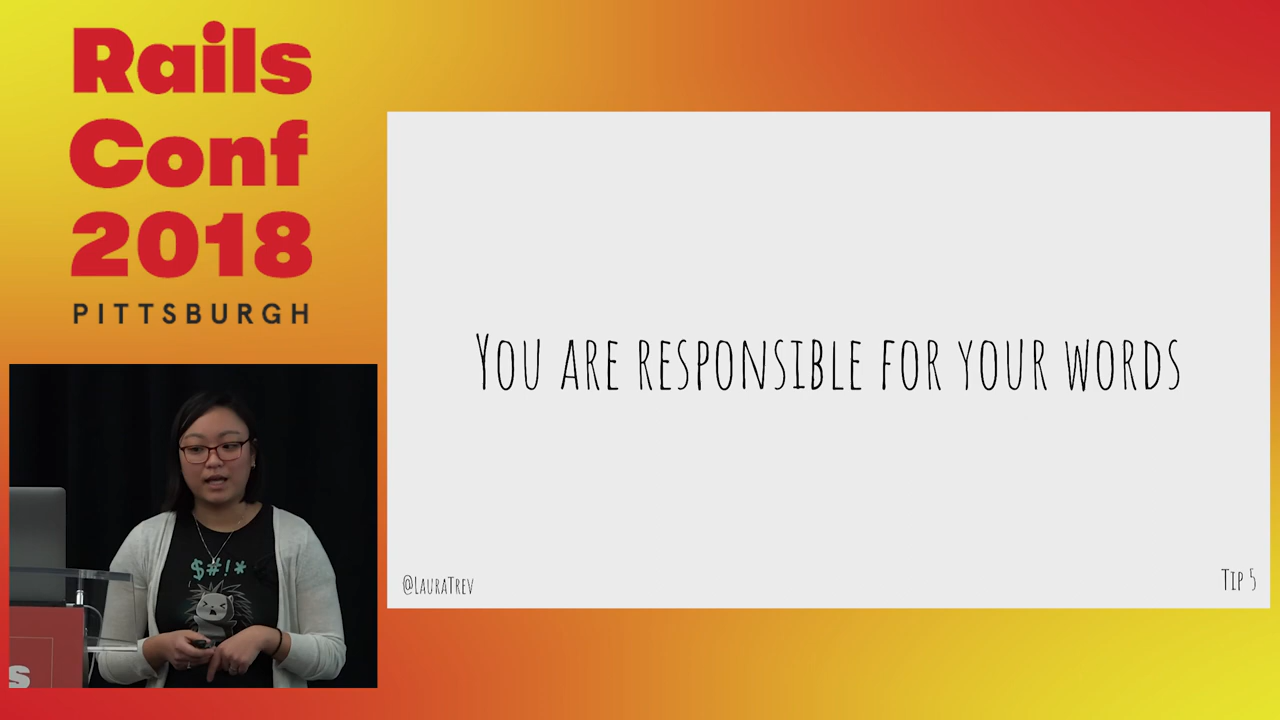 Rails
Conf
2018
PITTSBURGH
You are responsible for your words
@LauraTrev
Tip 5
$#!*
s